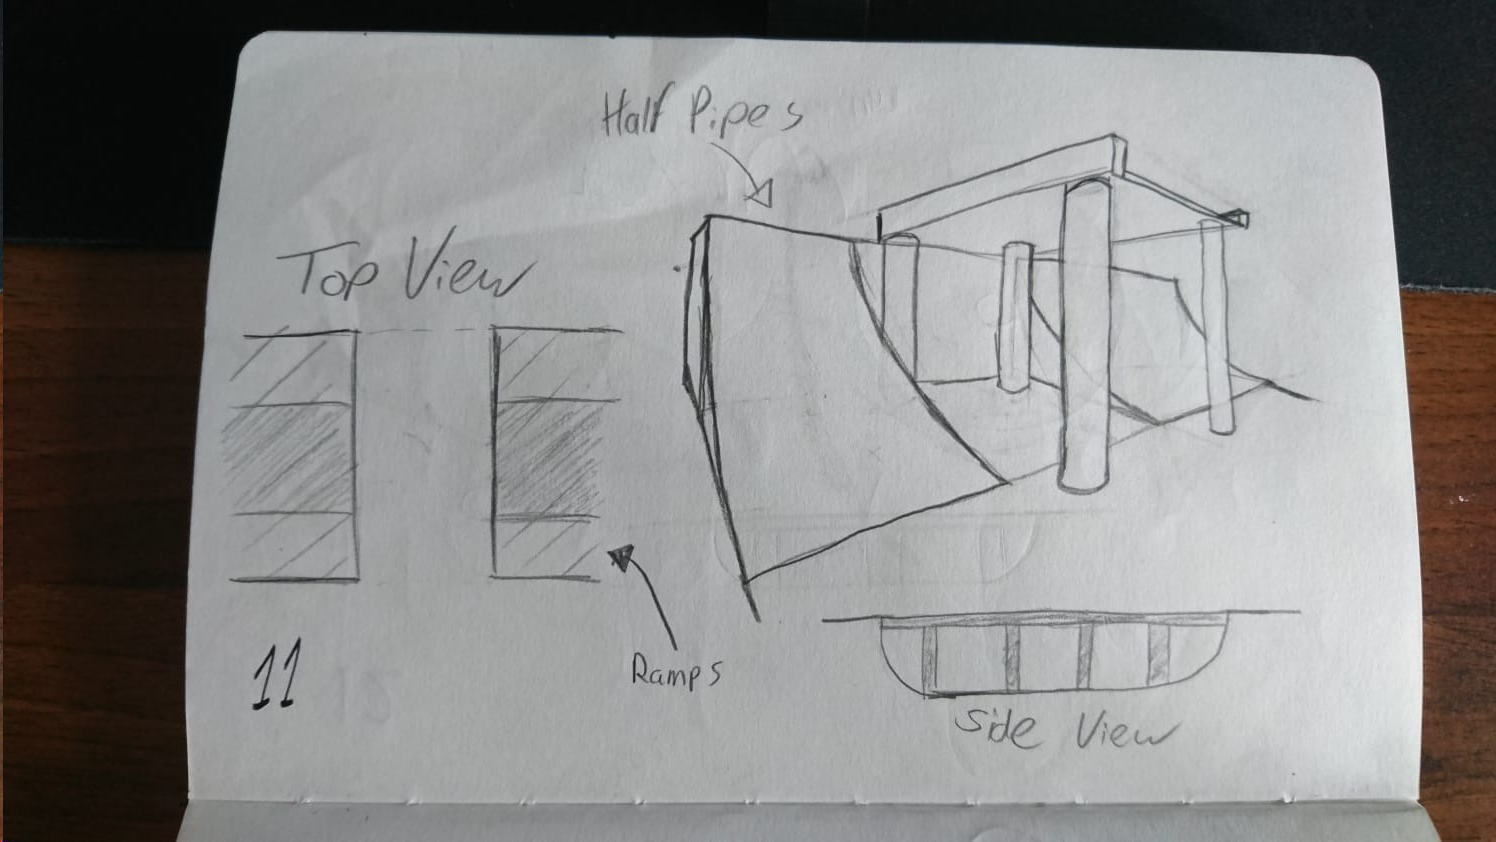 Half Pipes
Top View
Ramps
11
Side View